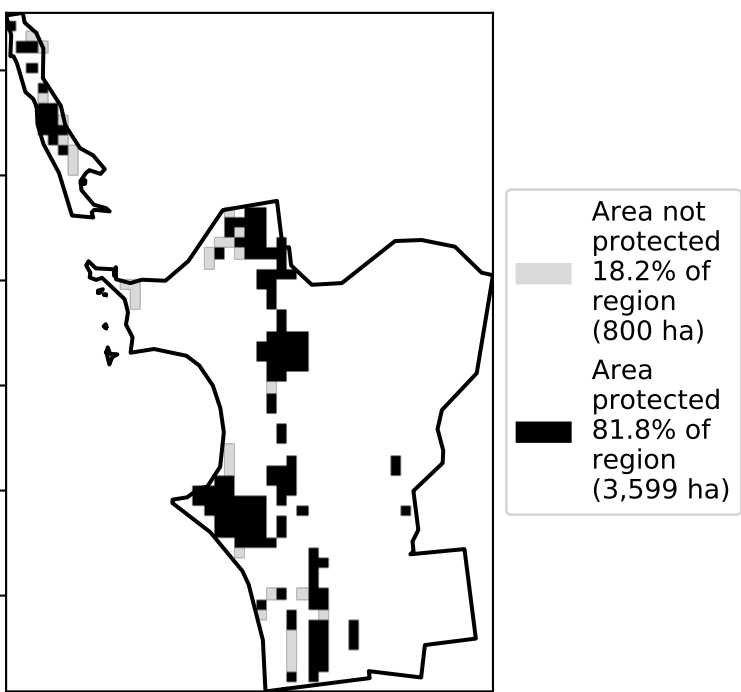 Area not
protected
18.2% of
region
(800 ha)
Area
protected
81.8% of
region
(3,599 ha)